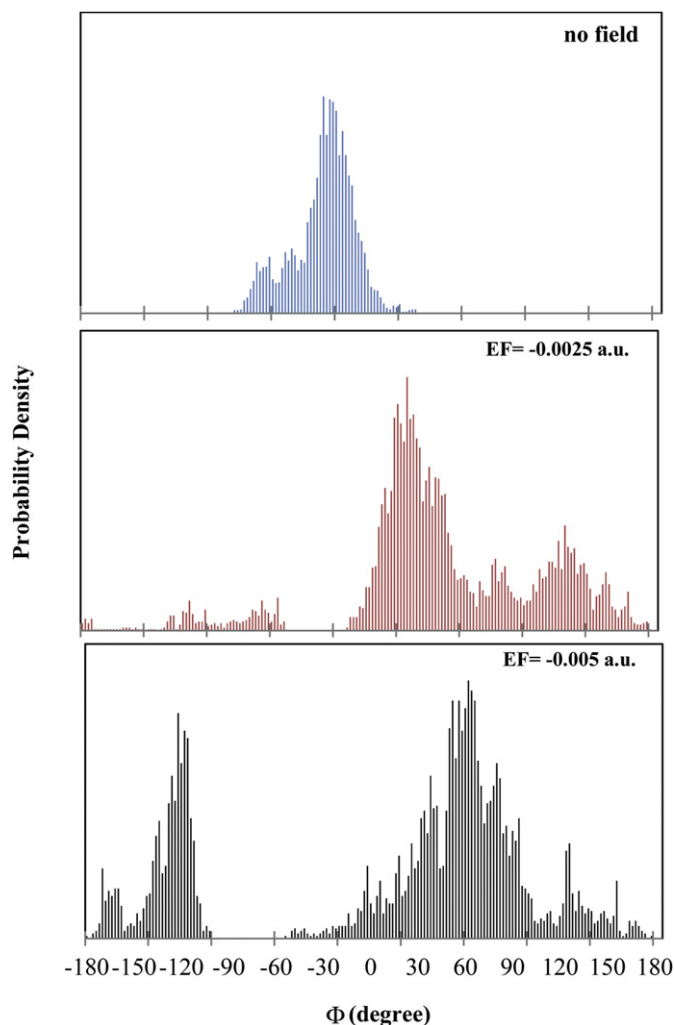 no field
EF= -0.0025 a.u.
Probability Density
EF= -0.005 a.u.
-180 -150 -120 -90 -60 -30 0 30 60 90 120 150 180
Φ (degree)